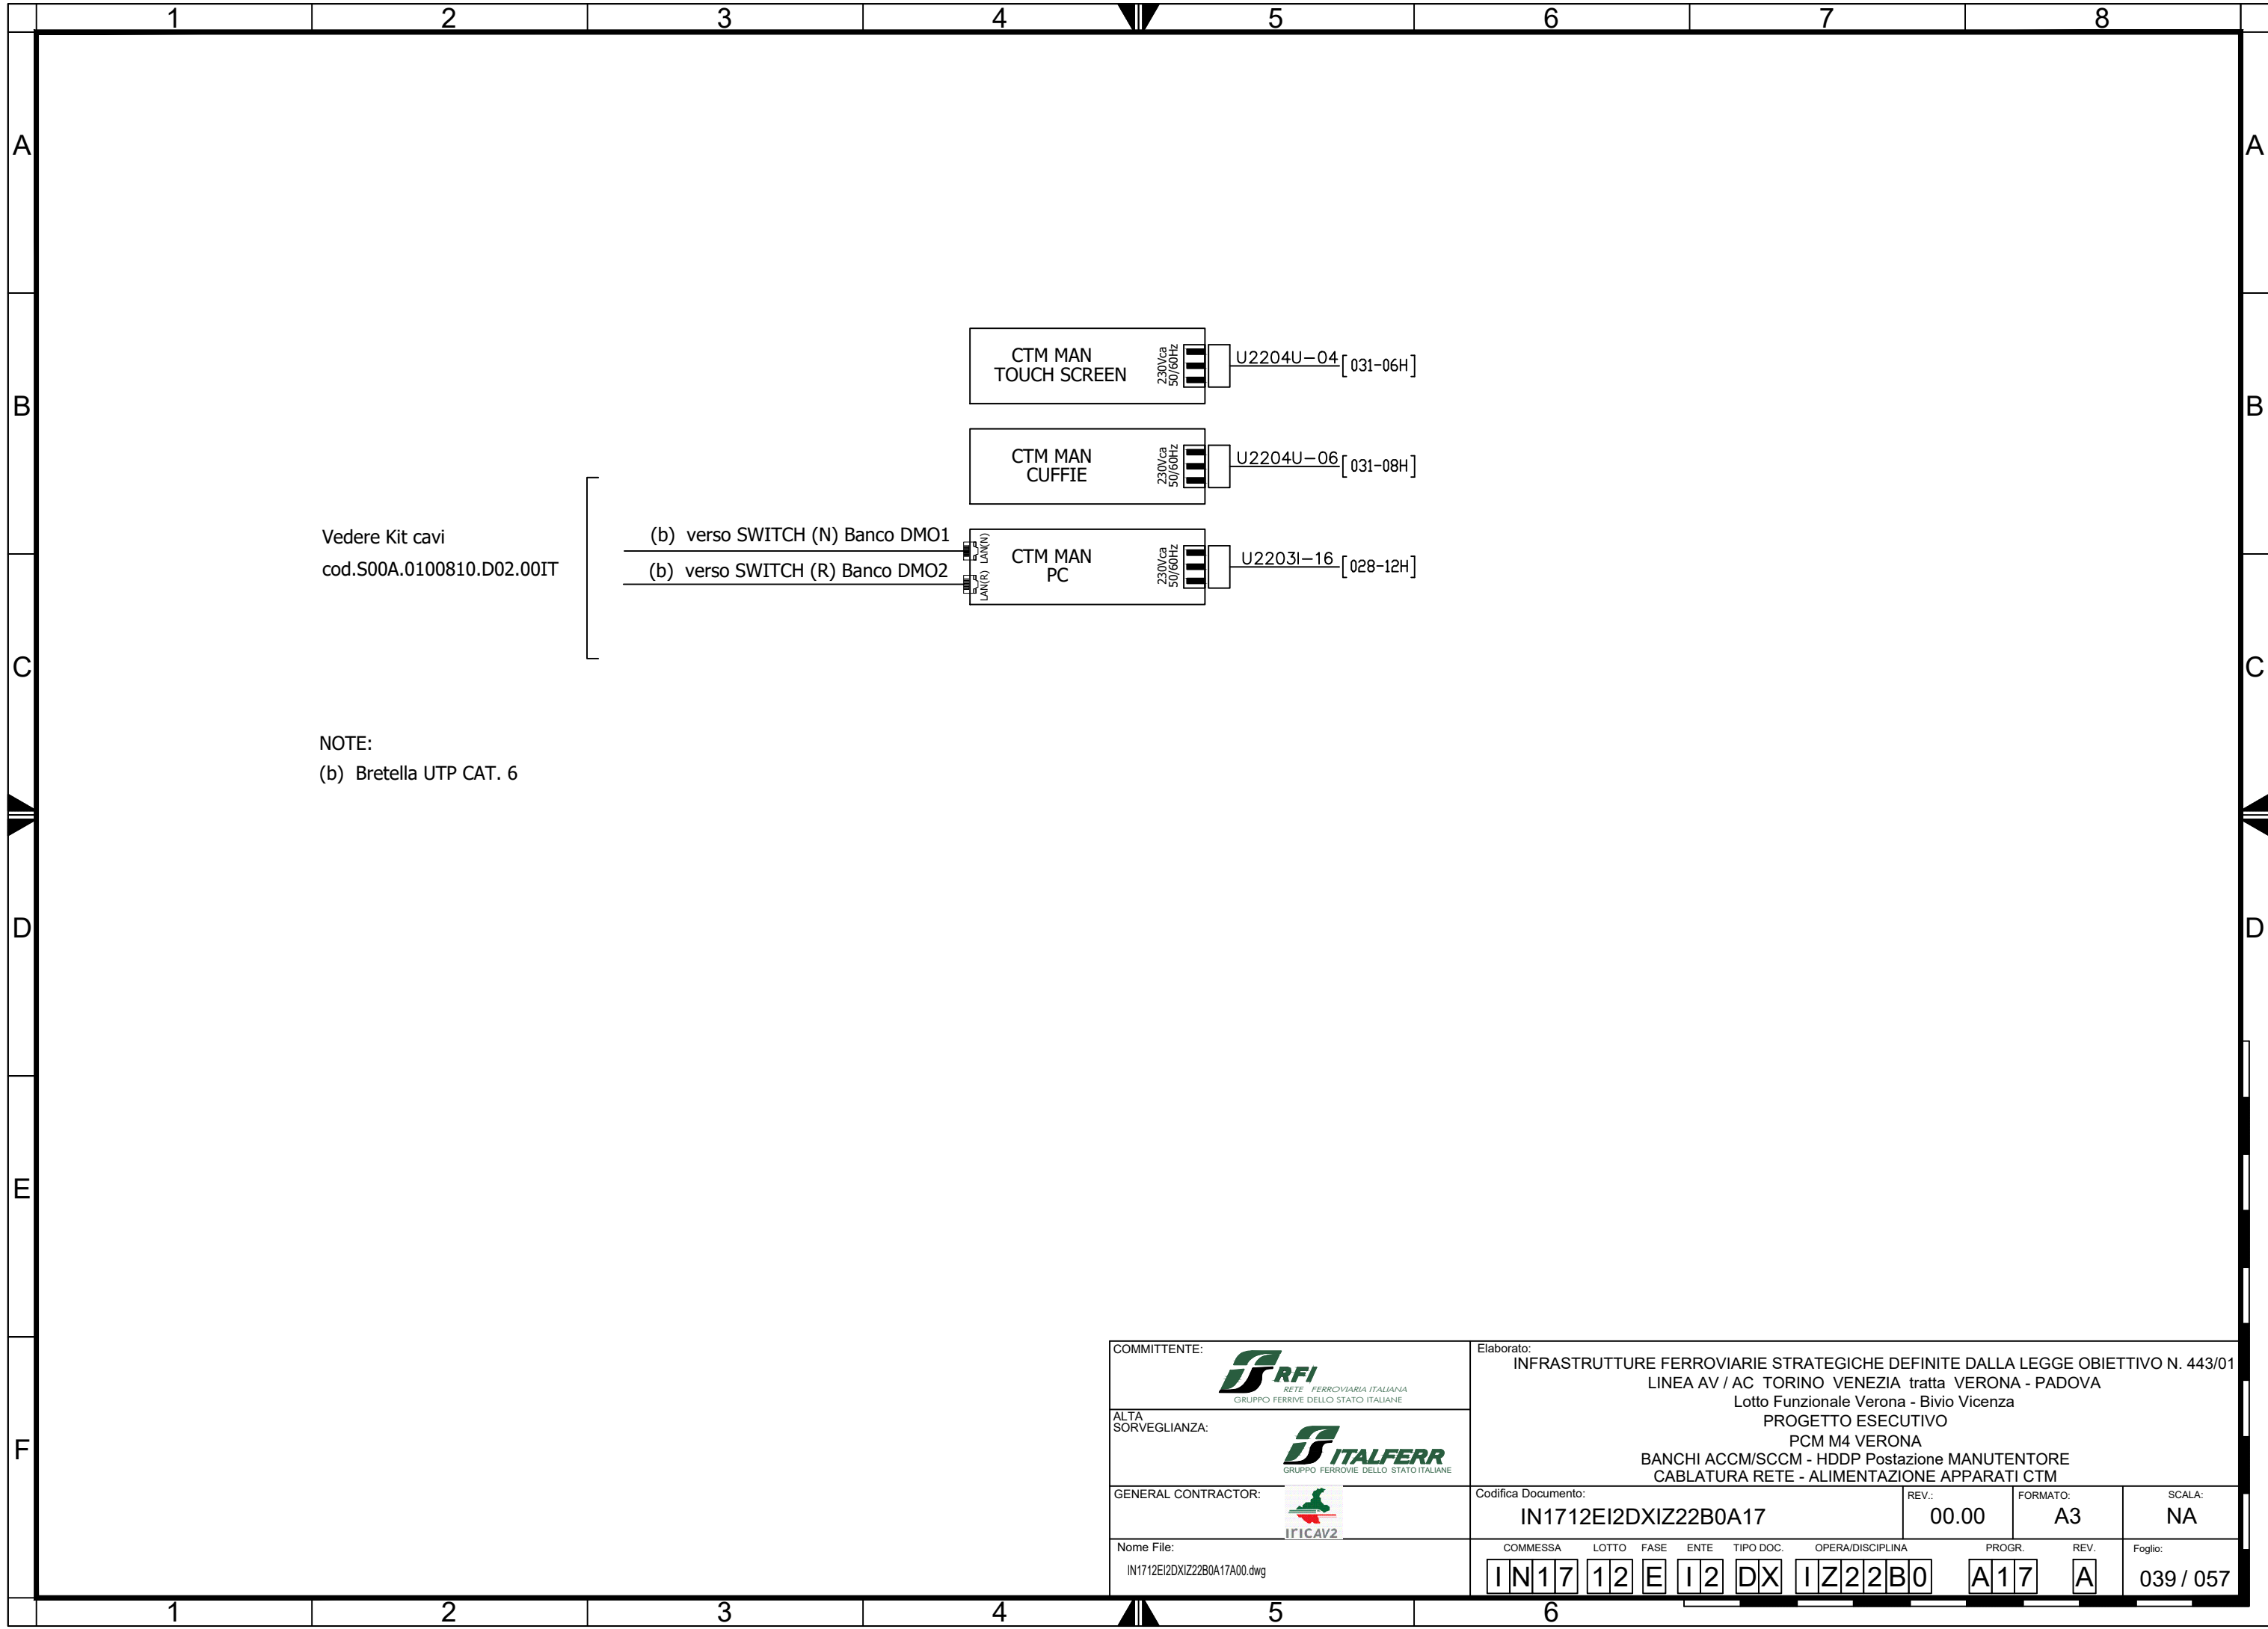 1 2 3 4 5 6 7 8
A A
CTM MAN
TOUCH SCREEN
230Vca
50/60Hz
U2204U-04 [031-06H]
B B
CTM MAN
CUFFIE
230Vca
50/60Hz
U2204U-06 [031-08H]
Vedere Kit cavi
cod.S00A.0100810.D02.00IT
(b) verso SWITCH (N) Banco DMO1
(b) verso SWITCH (R) Banco DMO2
LAN(N)
LAN(R)
CTM MAN
PC
230Vca
50/60Hz
U2203I-16 [028-12H]
C C
NOTE:
(b) Bretella UTP CAT. 6
D D
E
F
COMMITTENTE:
RFI
RETE FERROVIARIA ITALIANA
GRUPPO FERRIVE DELLO STATO ITALIANE
ALTA
SORVEGLIANZA:
ITALFERR
GRUPPO FERROVIE DELLO STATO ITALIANE
GENERAL CONTRACTOR:
IrICAV2
Nome File:
IN1712EI2DXIZ22B0A17A00.dwg
Elaborato:
INFRASTRUTTURE FERROVIARIE STRATEGICHE DEFINITE DALLA LEGGE OBIETTIVO N. 443/01
LINEA AV / AC TORINO VENEZIA tratta VERONA - PADOVA
Lotto Funzionale Verona - Bivio Vicenza
PROGETTO ESECUTIVO
PCM M4 VERONA
BANCHI ACCM/SCCM - HDDP Postazione MANUTENTORE
CABLATURA RETE - ALIMENTAZIONE APPARATI CTM
Codifica Documento:
IN1712EI2DXIZ22B0A17
REV.:
00.00
FORMATO:
A3
SCALA:
NA
COMMESSA LOTTO FASE ENTE TIPO DOC. OPERA/DISCIPLINA PROGR. REV.
IN17 12 E I2 DX IZ22B0 A17 A
Foglio:
039 / 057
1 2 3 4 5 6